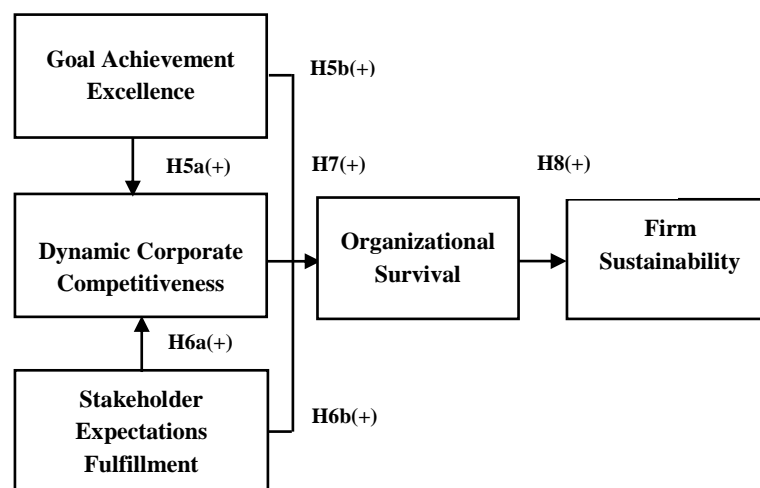 Goal Achievement
Excellence
H5b(+)
H5a(+)
H7(+)
H8(+)
Dynamic Corporate
Competitiveness
Organizational
Survival
Firm
Sustainability
H6a(+)
Stakeholder
Expectations
Fulfillment
H6b(+)